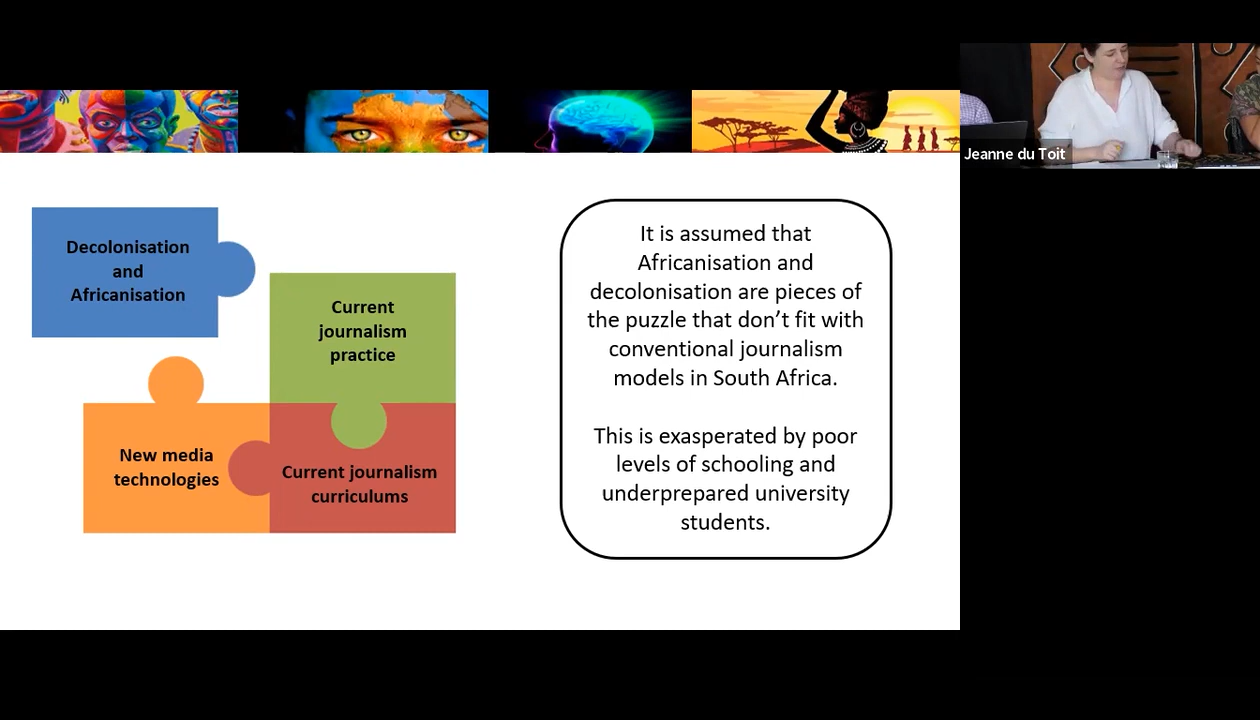 Jeanne du Toit
Decolonisation
and
Africanisation
Current
journalism
practice
New media
technologies
Current journalism
curriculums
It is assumed that
Africanisation and
decolonisation are pieces of
the puzzle that don’t fit with
conventional journalism
models in South Africa.
This is exasperated by poor
levels of schooling and
underprepared university
students.